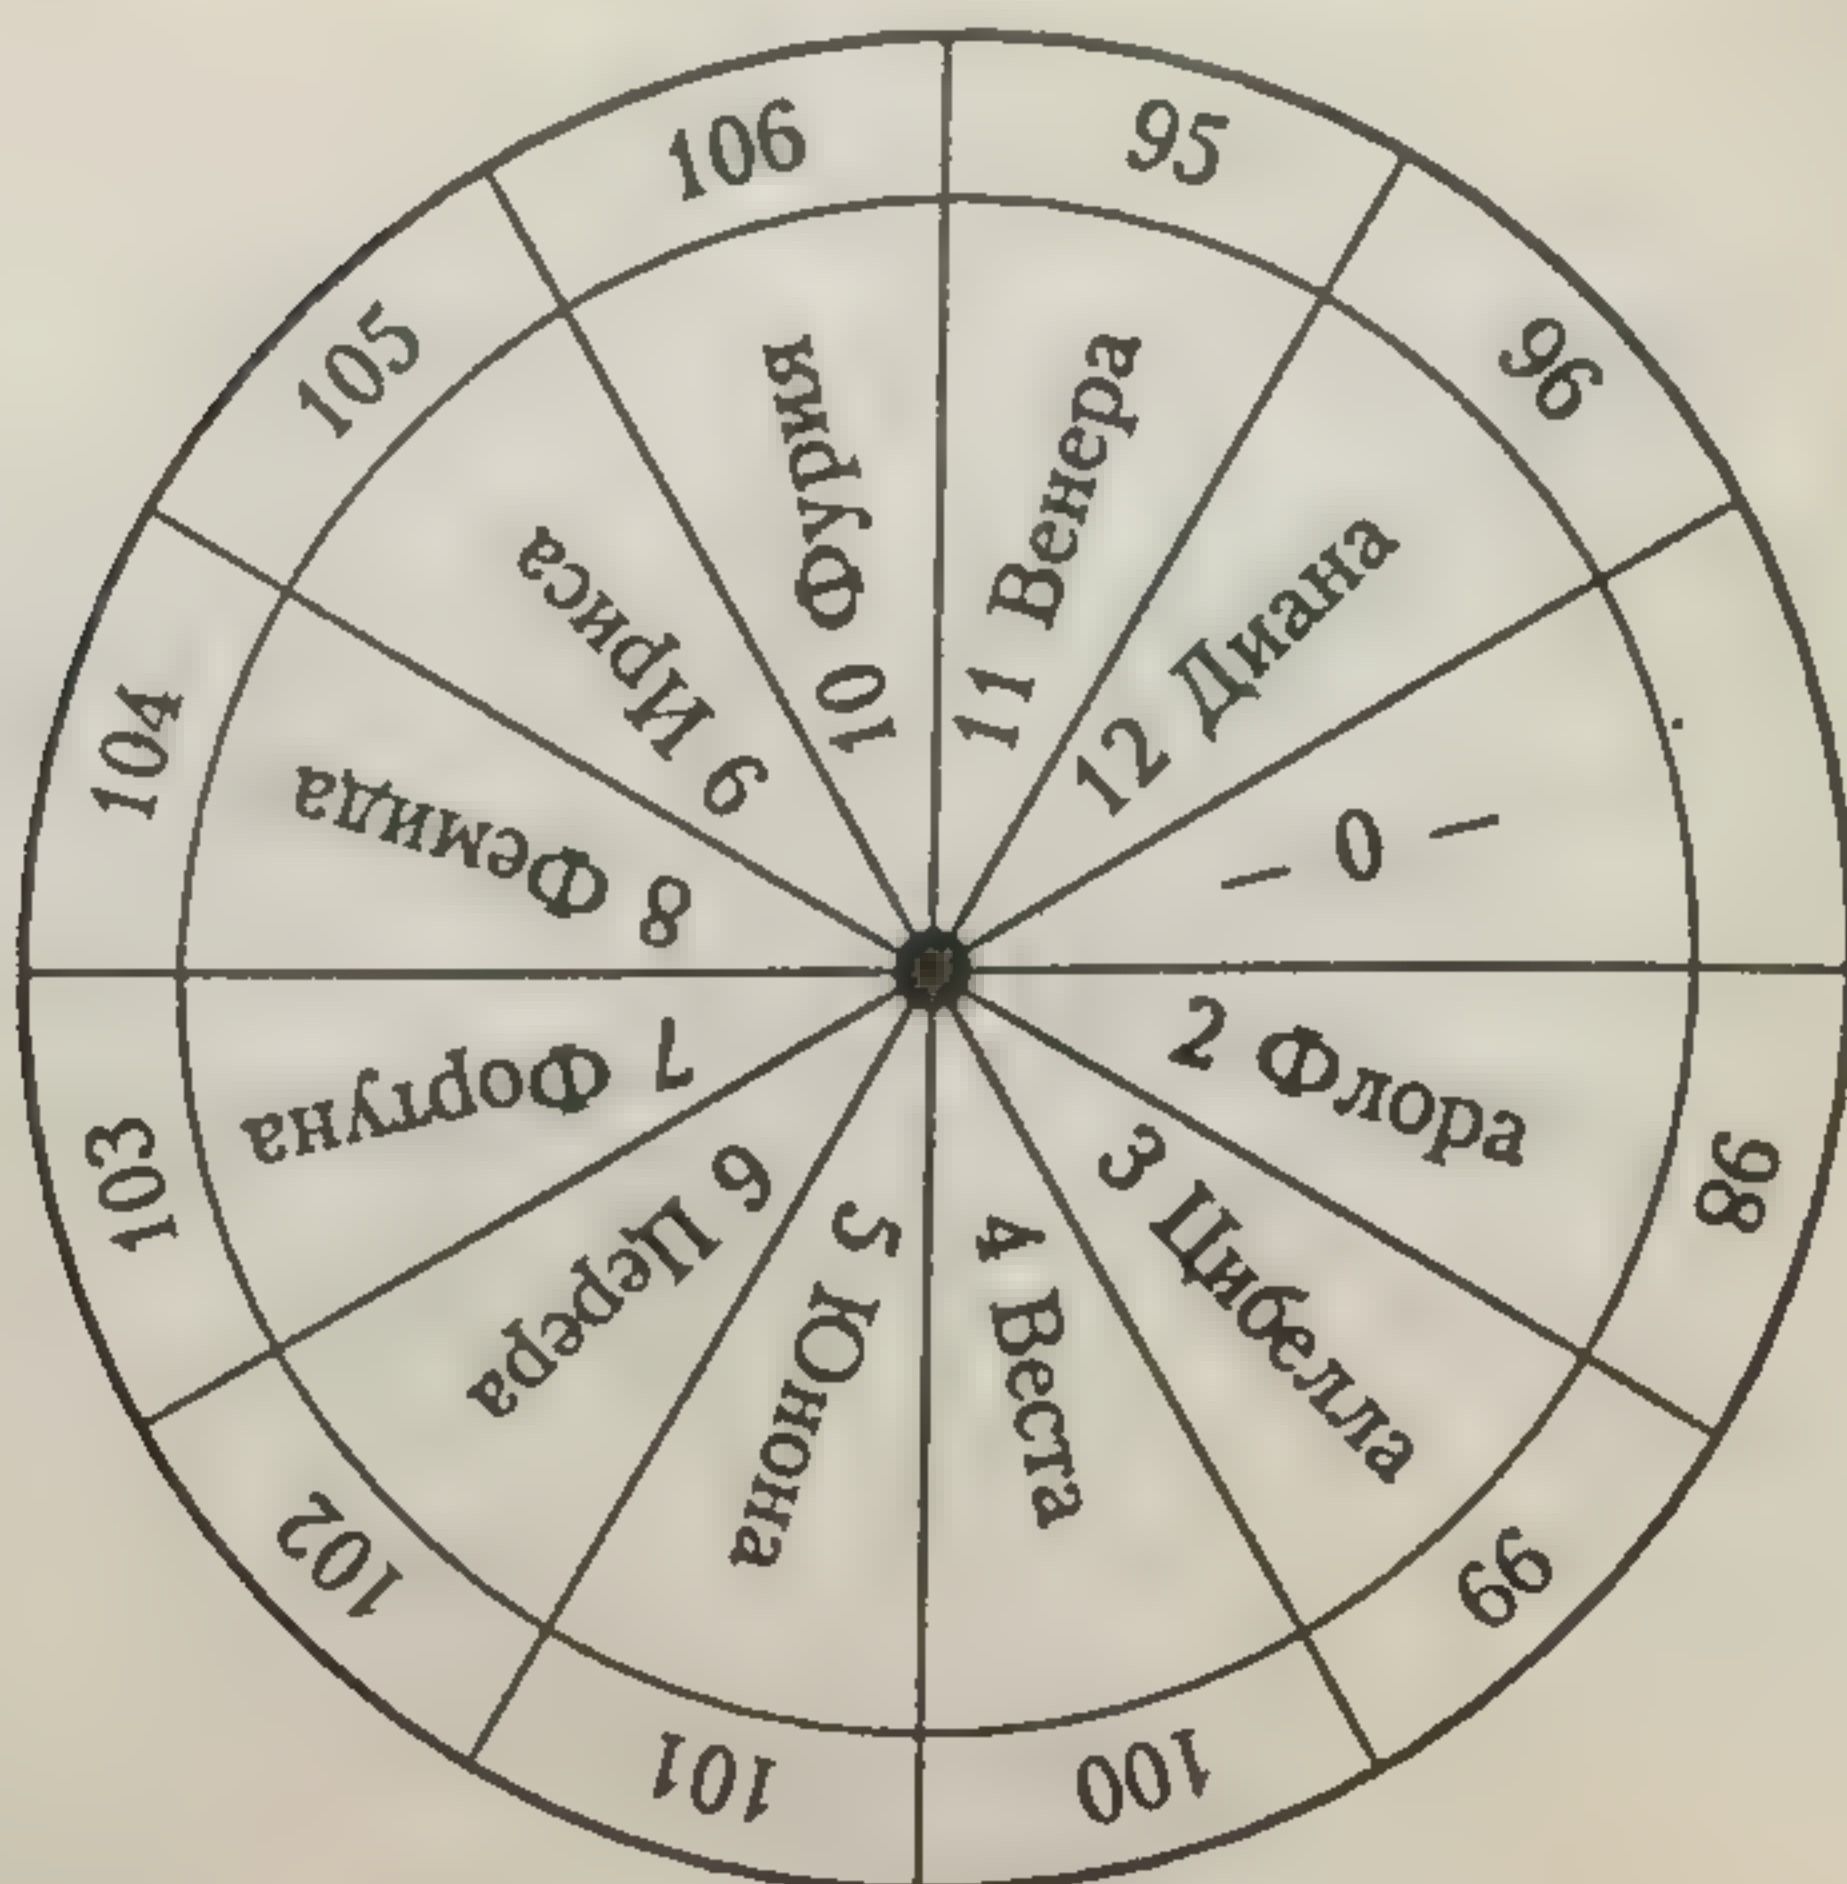 95
11 Венера
96
12 Диана
— 0 —
98
2 Флора
99
3 Цибелла
100
4 Веста
101
5 Юнона
102
6 Церера
103
7 Фортуна
104
8 Фемида
105
9 Ириса
106
10 Фурия